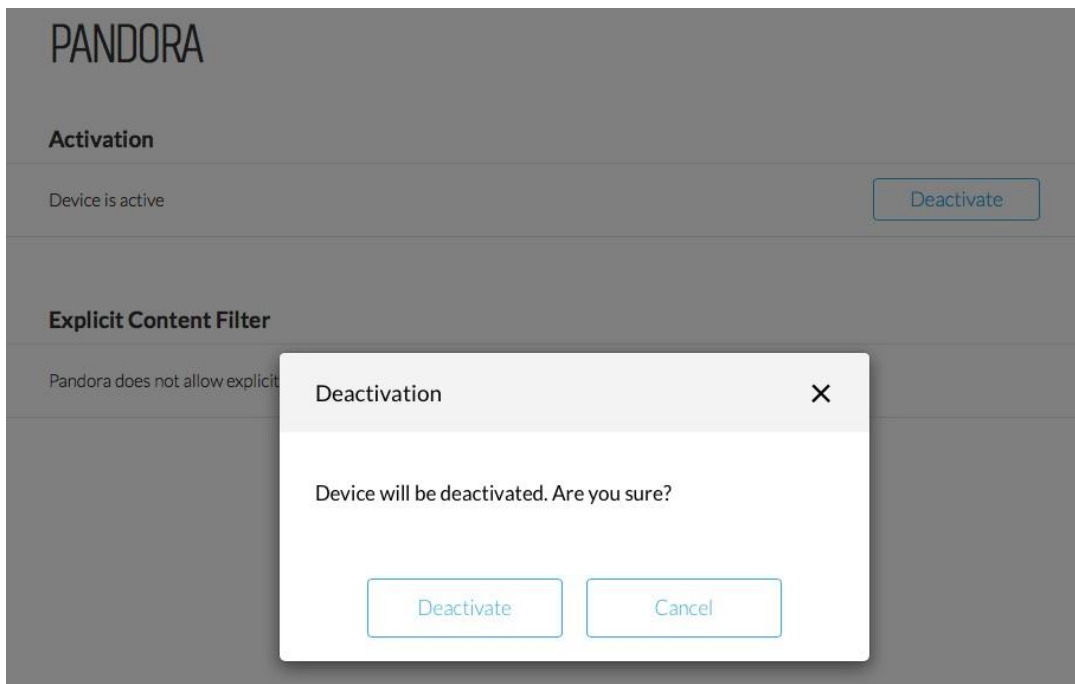 PANDORA
Activation
Device is active
Deactivate
Explicit Content Filter
Pandora does not allow explicit
Deactivation
Device will be deactivated. Are you sure?
Deactivate
Cancel